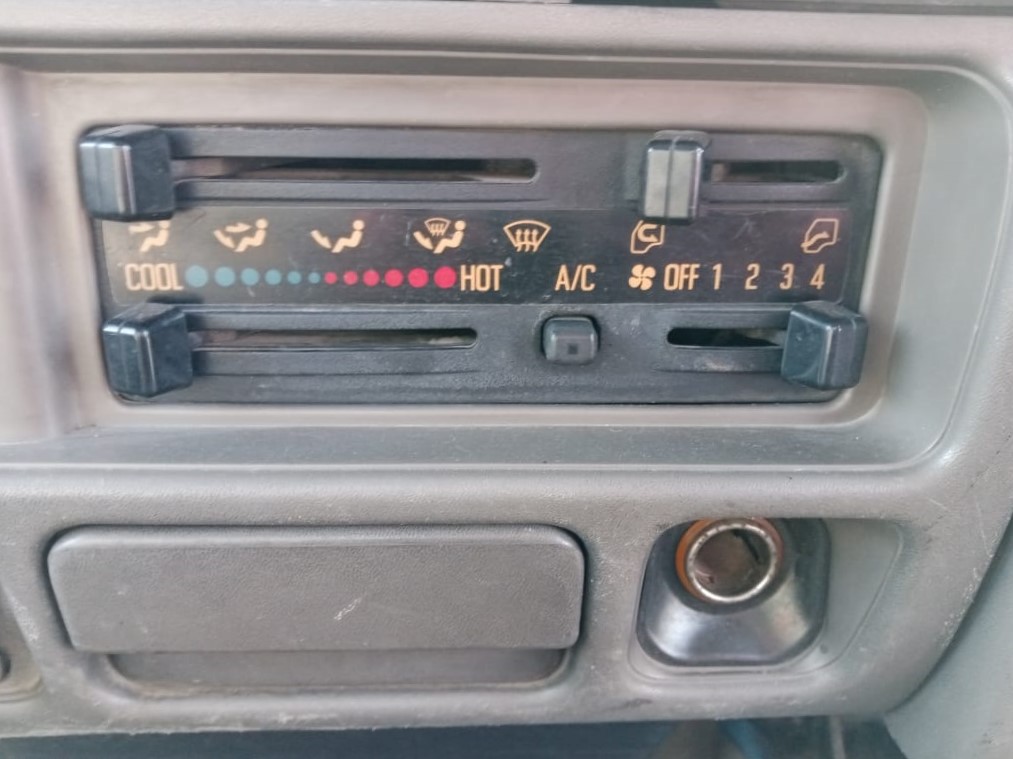 COOL HOT A/C OFF 1 2 3 4